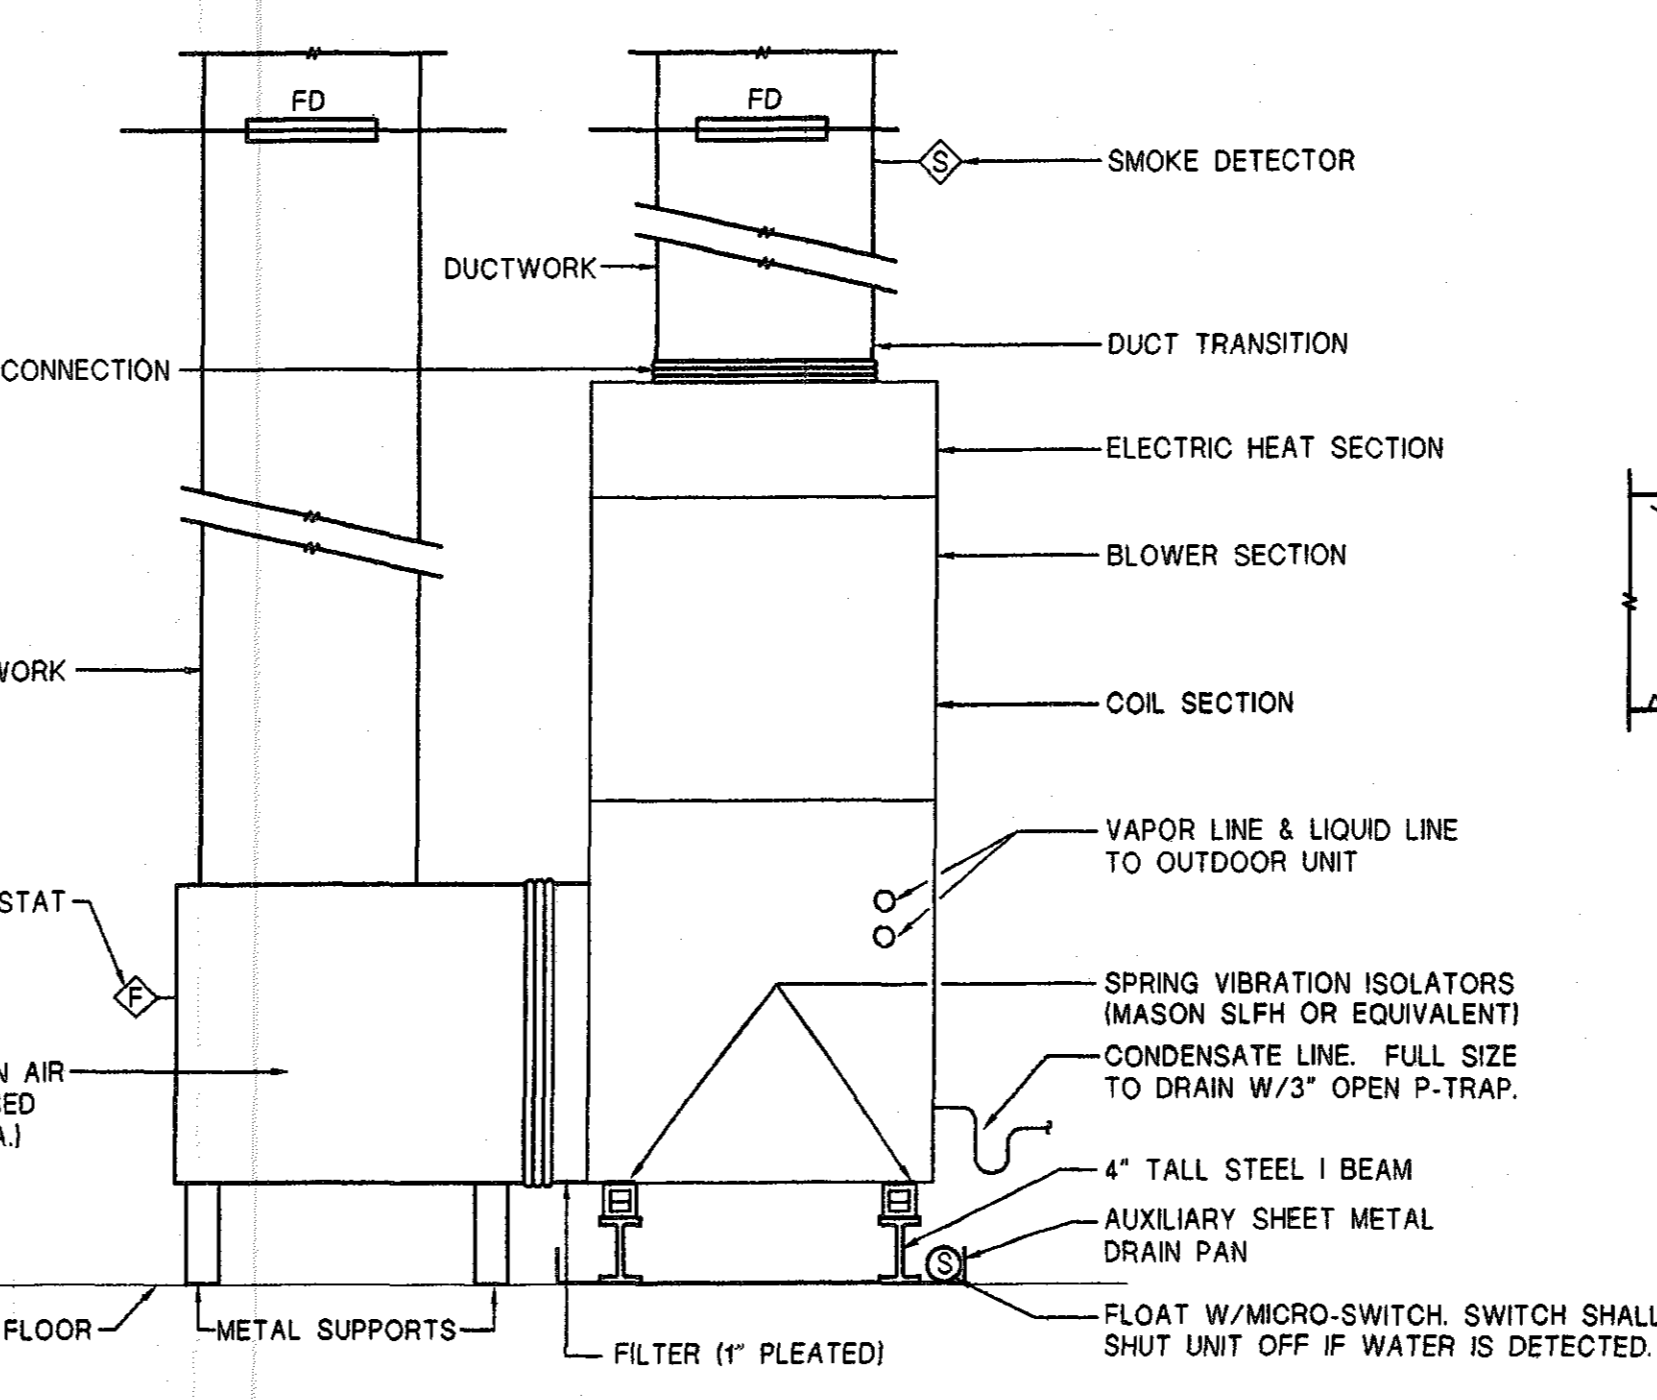 FD
FD
S
SMOKE DETECTOR
DUCTWORK
DUCT TRANSITION
CONNECTION
ELECTRIC HEAT SECTION
BLOWER SECTION
WORK
COIL SECTION
VAPOR LINE & LIQUID LINE
TO OUTDOOR UNIT
STAT
F
SPRING VIBRATION ISOLATORS
(MASON SLFH OR EQUIVALENT)
N AIR
CONDENSATE LINE. FULL SIZE
TO DRAIN W/3" OPEN P-TRAP.
SED
A.)
4" TALL STEEL I BEAM
AUXILIARY SHEET METAL
DRAIN PAN
S
FLOOR
METAL SUPPORTS
FILTER (1" PLEATED)
FLOAT W/MICRO-SWITCH. SWITCH SHALL
SHUT UNIT OFF IF WATER IS DETECTED.